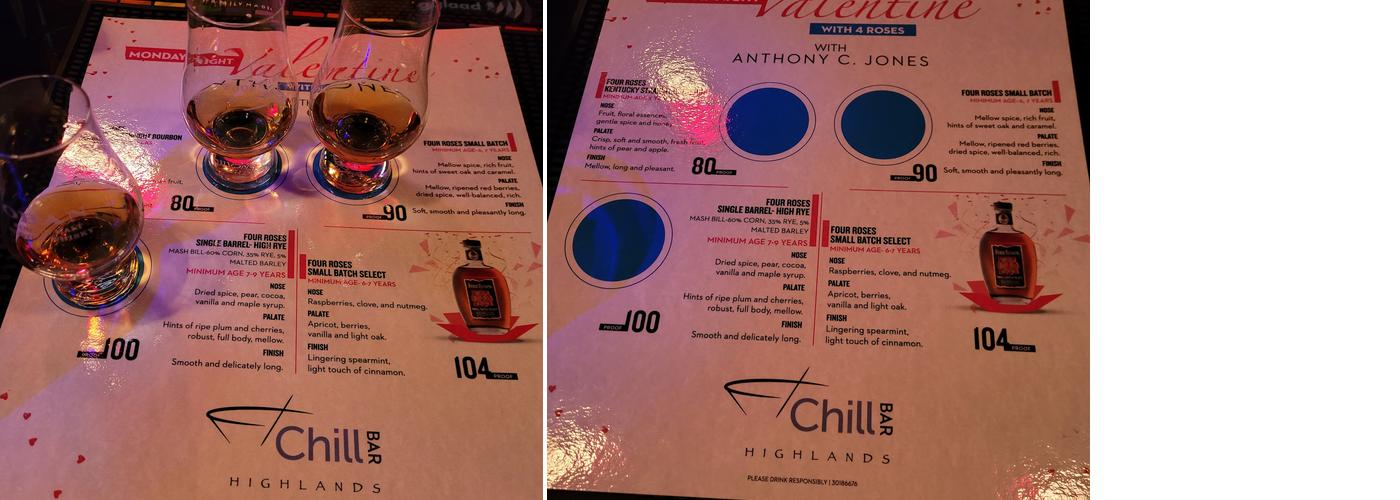 FAMILY MADE
MONDAY NIGHT Valentine
BOURBON
80 PROOF
FOUR ROSES SMALL BATCH
MINIMUM AGE-6, 7 YEARS
NOSE
Mellow spice, rich fruit,
hints of sweet oak and caramel.
PALATE
Mellow, ripened red berries,
dried spice, well-balanced, rich.
FINISH
90 PROOF
Soft, smooth and pleasantly long.
FOUR ROSES
SINGLE BARREL- HIGH RYE
MASH BILL-60% CORN, 35% RYE, 5%
MALTED BARLEY
MINIMUM AGE 7-9 YEARS
NOSE
Dried spice, pear, cocoa,
vanilla and maple syrup.
PALATE
Hints of ripe plum and cherries,
robust, full body, mellow.
FINISH
Smooth and delicately long.
PROOF 100
FOUR ROSES
SMALL BATCH SELECT
MINIMUM AGE- 6-7 YEARS
NOSE
Raspberries, clove, and nutmeg.
PALATE
Apricot, berries,
vanilla and light oak.
FINISH
Lingering spearmint,
light touch of cinnamon.
104 PROOF
Chill BAR
HIGHLANDS
Valentine
WITH 4 ROSES
WITH
ANTHONY C. JONES
FOUR ROSES
KENTUCKY
NOSE
Fruit, floral essence,
gentle spice and honey
PALATE
Crisp, soft and smooth, fresh fruit,
hints of pear and apple.
FINISH
Mellow, long and pleasant.
80 PROOF
FOUR ROSES SMALL BATCH
MINIMUM AGE-6, 7 YEARS
NOSE
Mellow spice, rich fruit,
hints of sweet oak and caramel.
PALATE
Mellow, ripened red berries,
dried spice, well-balanced, rich.
FINISH
Soft, smooth and pleasantly long.
PROOF 90
FOUR ROSES
SINGLE BARREL- HIGH RYE
MASH BILL-60% CORN, 35% RYE, 5%
MALTED BARLEY
MINIMUM AGE 7-9 YEARS
NOSE
Dried spice, pear, cocoa,
vanilla and maple syrup.
PALATE
Hints of ripe plum and cherries,
robust, full body, mellow.
FINISH
Smooth and delicately long.
PROOF 100
FOUR ROSES
SMALL BATCH SELECT
MINIMUM AGE- 6-7 YEARS
NOSE
Raspberries, clove, and nutmeg.
PALATE
Apricot, berries,
vanilla and light oak.
FINISH
Lingering spearmint,
light touch of cinnamon.
104 PROOF
Chill BAR
HIGHLANDS
PLEASE DRINK RESPONSIBLY | 30186676